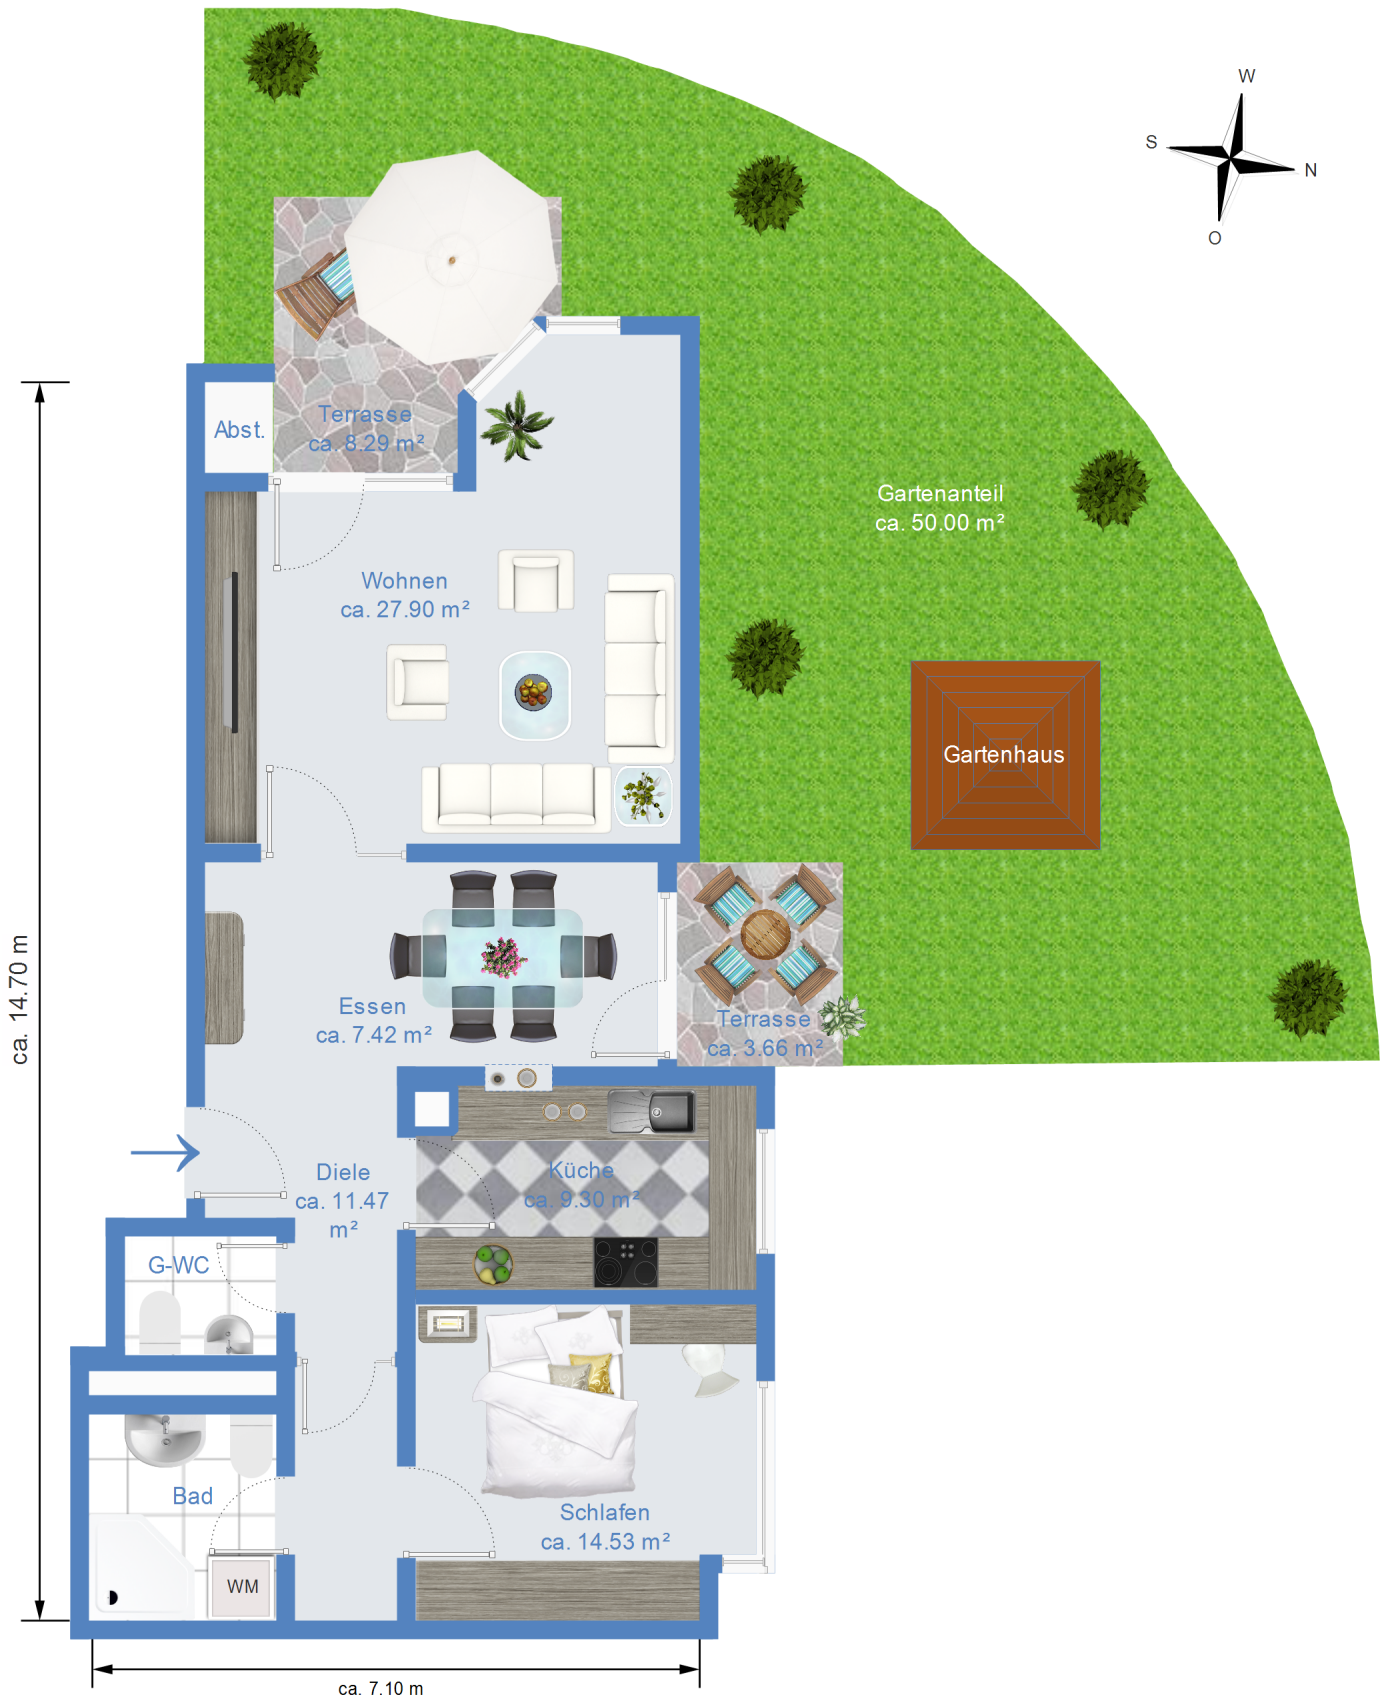 W
S
N
O
Terrasse
ca. 8.29 m²
Abst.
Gartenanteil
ca. 50.00 m²
Wohnen
ca. 27.90 m²
Gartenhaus
ca. 14.70 m
Essen
ca. 7.42 m²
Terrasse
ca. 3.66 m²
Diele
ca. 11.47
m²
Küche
ca. 9.30 m²
G-WC
Bad
Schlafen
ca. 14.53 m²
WM
ca. 7.10 m